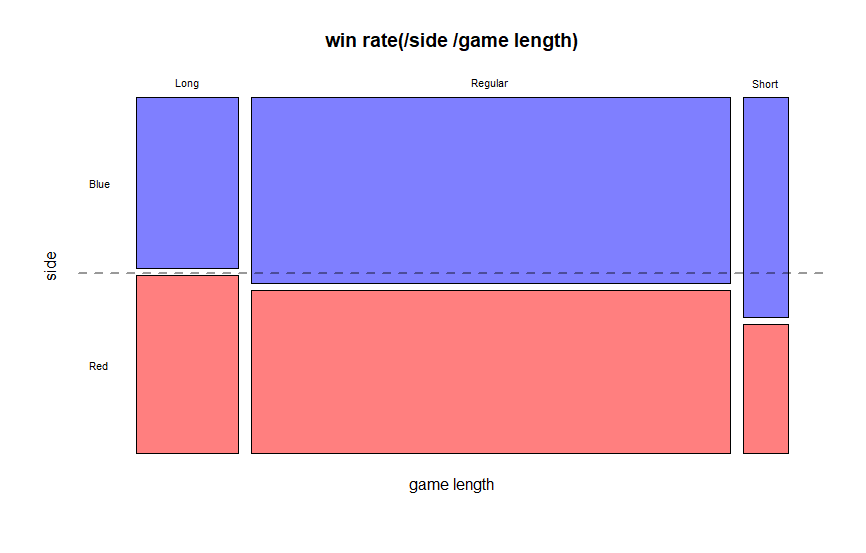 win rate(/side /game length)
Long
Regular
Short
Blue
side
Red
game length